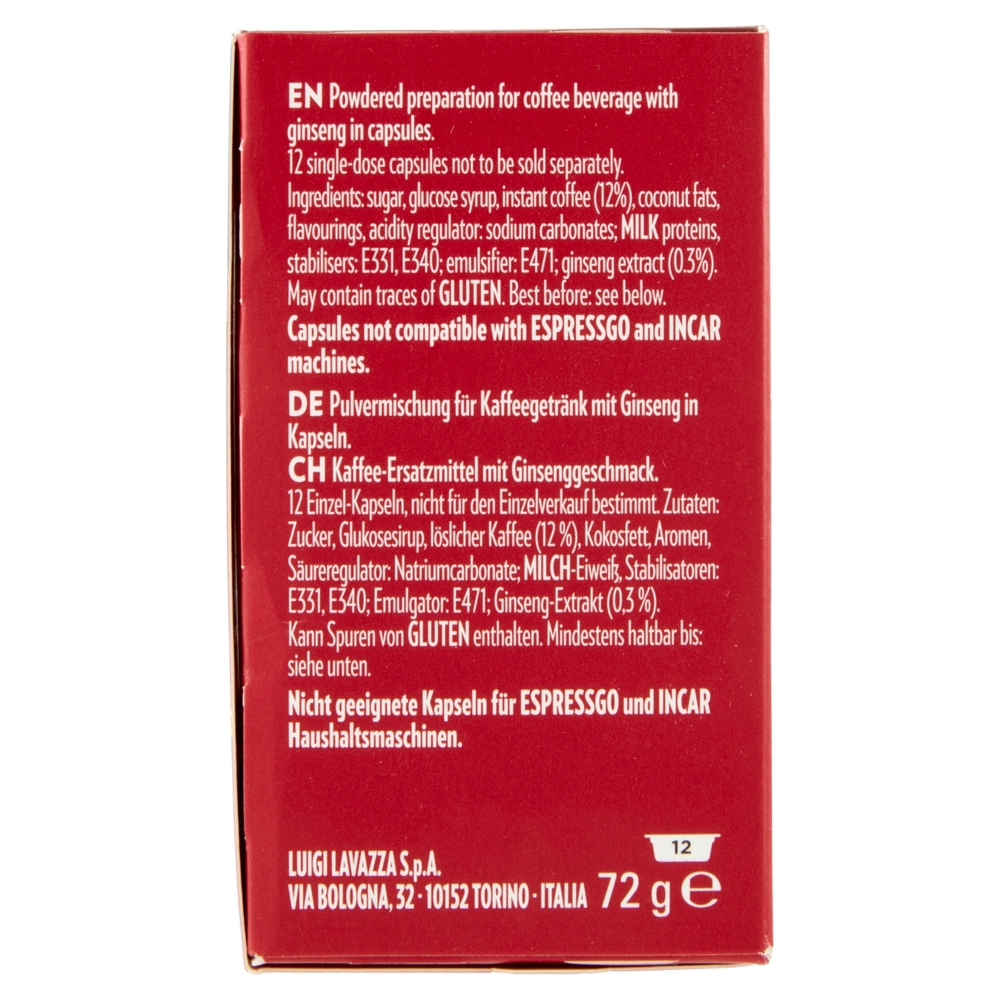 EN Powdered preparation for coffee beverage with
ginseng in capsules.
12 single-dose capsules not to be sold separately.
Ingredients: sugar, glucose syrup, instant coffee (12%), coconut fats,
flavourings, acidity regulator: sodium carbonates; MILK proteins,
stabilisers: E331, E340; emulsifier: E471; ginseng extract (0.3%).
May contain traces of GLUTEN. Best before: see below.
Capsules not compatible with ESPRESSGO and INCAR
machines.
DE Pulvermischung für Kaffeegetränk mit Ginseng in
Kapseln.
CH Kaffee-Ersatzmittel mit Ginsenggeschmack.
12 Einzel-Kapseln, nicht für den Einzelverkauf bestimmt. Zutaten:
Zucker, Glukosesirup, löslicher Kaffee (12 %), Kokosfett, Aromen,
Säureregulator: Natriumcarbonate; MILCH-Eiweiß, Stabilisatoren:
E331, E340; Emulgator: E471; Ginseng-Extrakt (0,3 %).
Kann Spuren von GLUTEN enthalten. Mindestens haltbar bis:
siehe unten.
Nicht geeignete Kapseln für ESPRESSGO und INCAR
Haushaltsmaschinen.
12
LUIGI LAVAZZA S.p.A.
VIA BOLOGNA, 32 · 10152 TORINO · ITALIA 72 g ℮